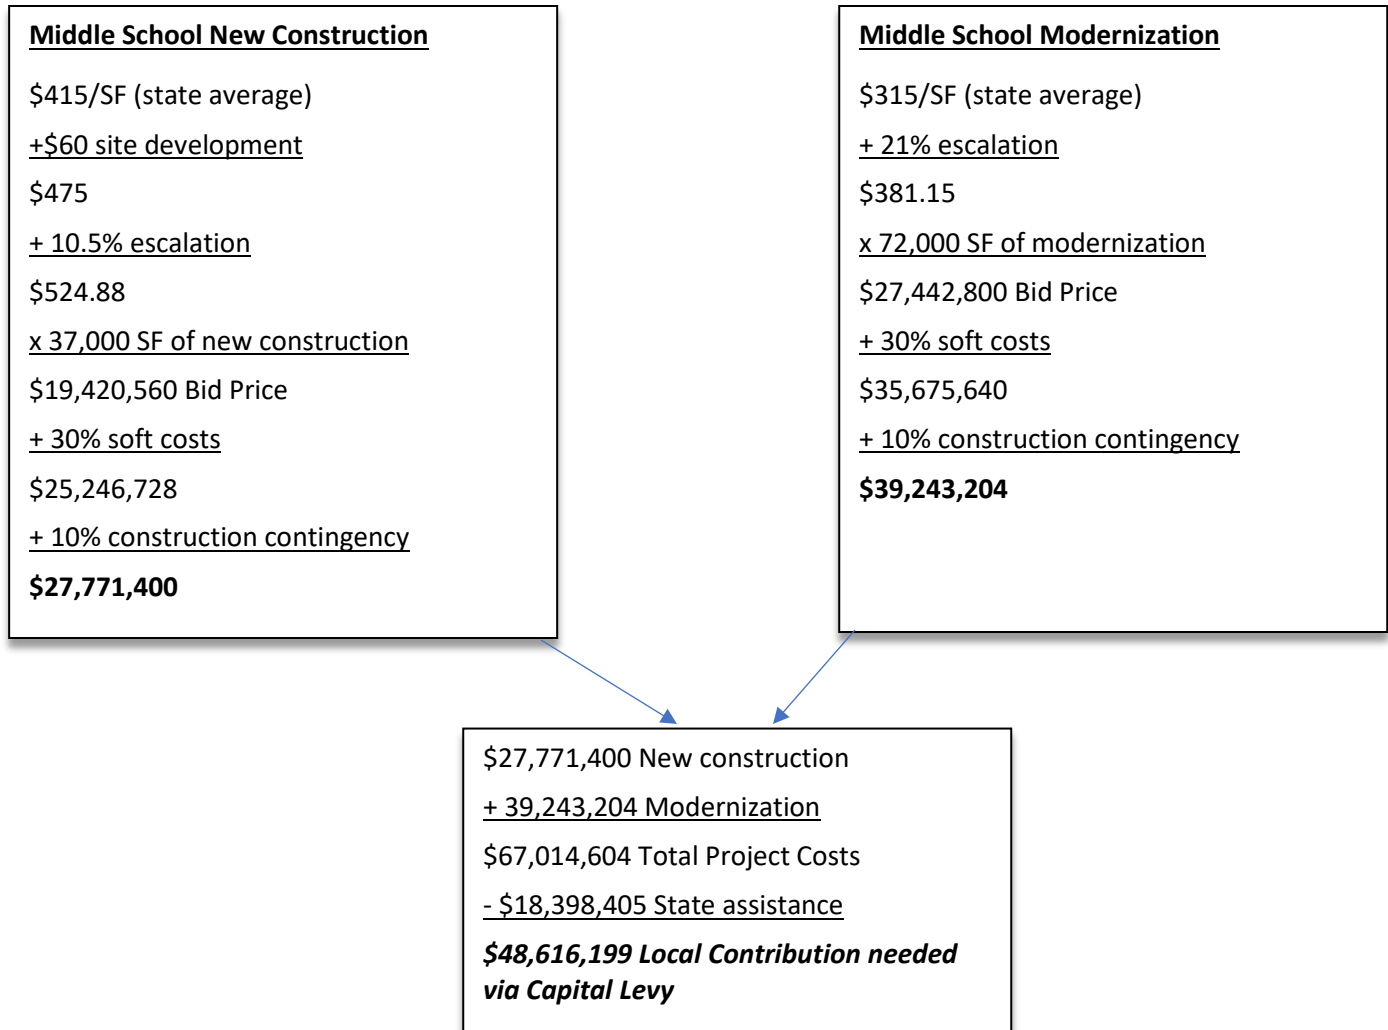 Middle School New Construction
$415/SF (state average)
+$60 site development
$475
+ 10.5% escalation
$524.88
x 37,000 SF of new construction
$19,420,560 Bid Price
+ 30% soft costs
$25,246,728
+ 10% construction contingency
$27,771,400
Middle School Modernization
$315/SF (state average)
+ 21% escalation
$381.15
x 72,000 SF of modernization
$27,442,800 Bid Price
+ 30% soft costs
$35,675,640
+ 10% construction contingency
$39,243,204
$27,771,400 New construction
+ 39,243,204 Modernization
$67,014,604 Total Project Costs
- $18,398,405 State assistance
$48,616,199 Local Contribution needed
via Capital Levy